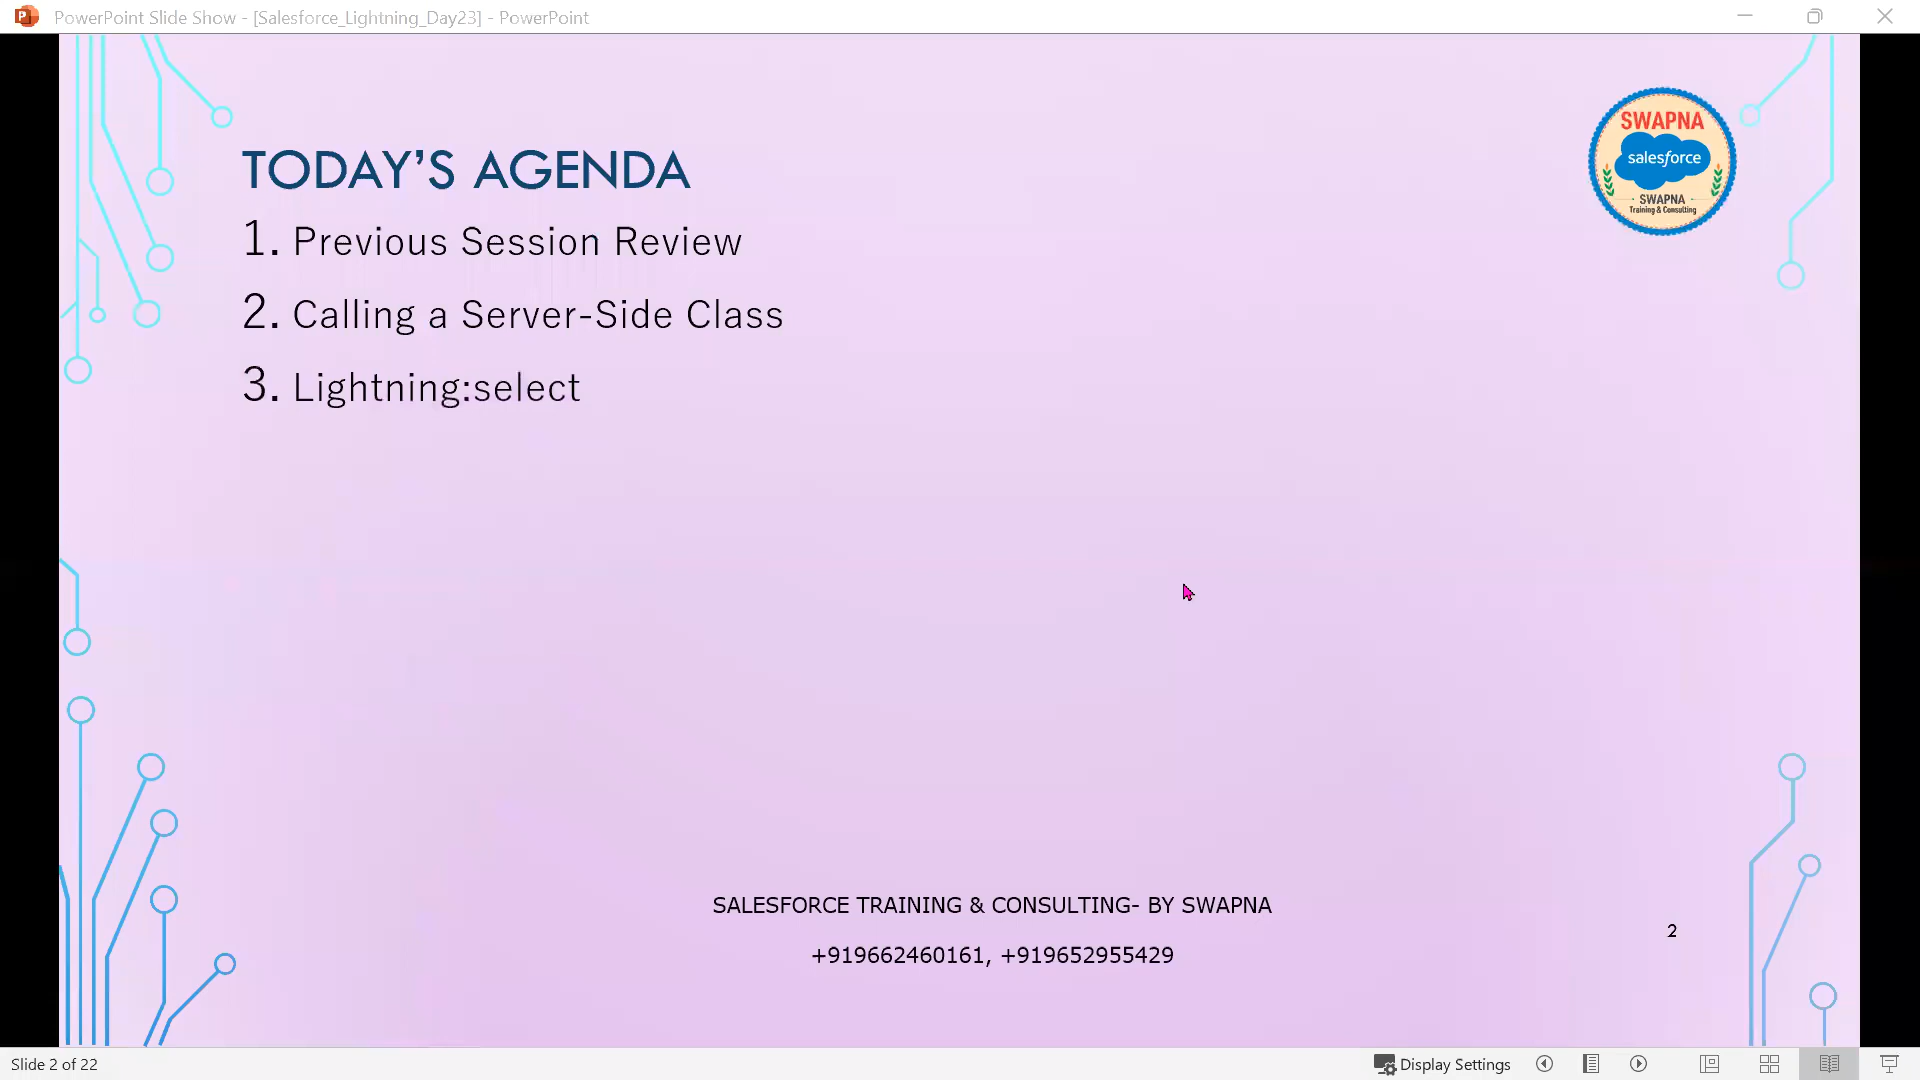 PowerPoint Slide Show - [Salesforce_Lightning_Day23] - PowerPoint
TODAY’S AGENDA
1. Previous Session Review
2. Calling a Server-Side Class
3. Lightning:select
SWAPNA
salesforce
SWAPNA
Training & Consulting
SALESFORCE TRAINING & CONSULTING- BY SWAPNA
+919662460161, +919652955429
2
Slide 2 of 22
Display Settings